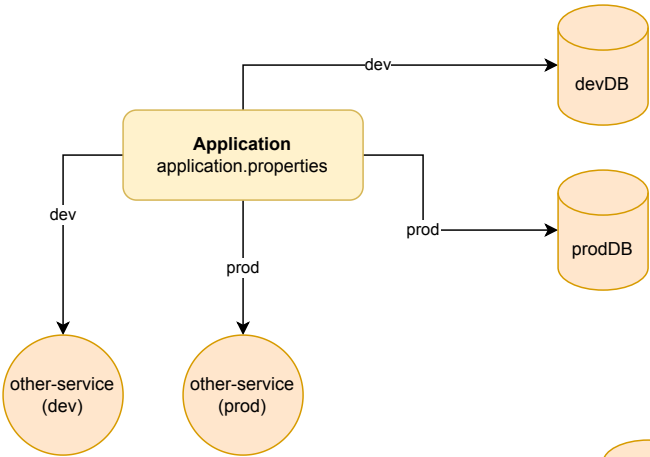 dev
devDB
Application
application.properties
dev
prod
prodDB
prod
other-service
(dev)
other-service
(prod)